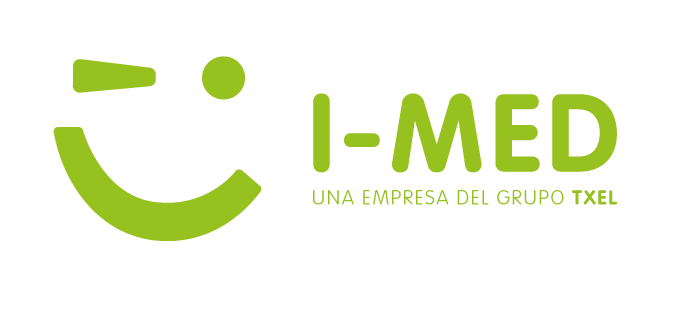 I-MED
UNA EMPRESA DEL GRUPO TXEL